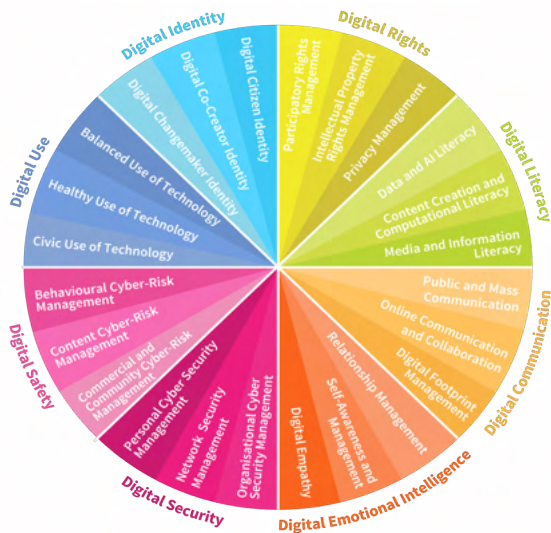 Digital Identity
Digital Citizen Identity
Digital Co-Creator Identity
Digital Changemaker Identity
Digital Rights
Participatory Rights
Management
Intellectual Property
Rights Management
Privacy Management
Digital Literacy
Data and AI Literacy
Content Creation and
Computational Literacy
Media and Information
Literacy
Digital Communication
Public and Mass
Communication
Online Communication
and Collaboration
Digital Footprint
Management
Digital Emotional Intelligence
Relationship Management
Self-Awareness and
Management
Digital Empathy
Digital Security
Organisational Cyber
Security Management
Network Security
Management
Personal Cyber Security
Management
Digital Safety
Commercial and
Community Cyber-Risk
Management
Content Cyber-Risk
Management
Behavioural Cyber-Risk
Management
Digital Use
Civic Use of Technology
Healthy Use of Technology
Balanced Use of Technology